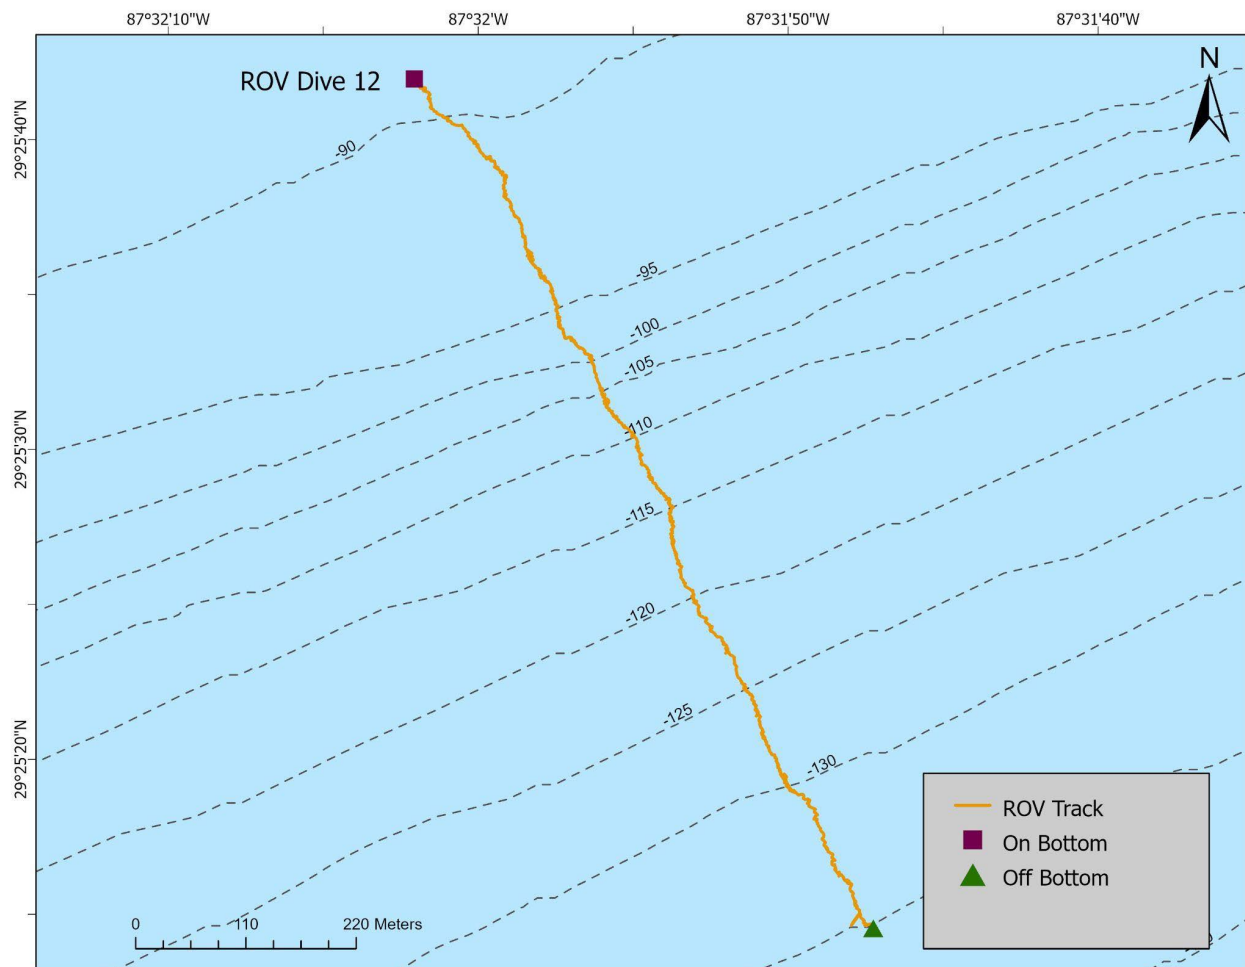 87°32'10"W 87°32'W 87°31'50"W 87°31'40"W
N
ROV Dive 12
29°25'40"N
-90
-95
-100
-105
-110
29°25'30"N
-115
-120
-125
29°25'20"N
-130
ROV Track
On Bottom
Off Bottom
0 110 220 Meters